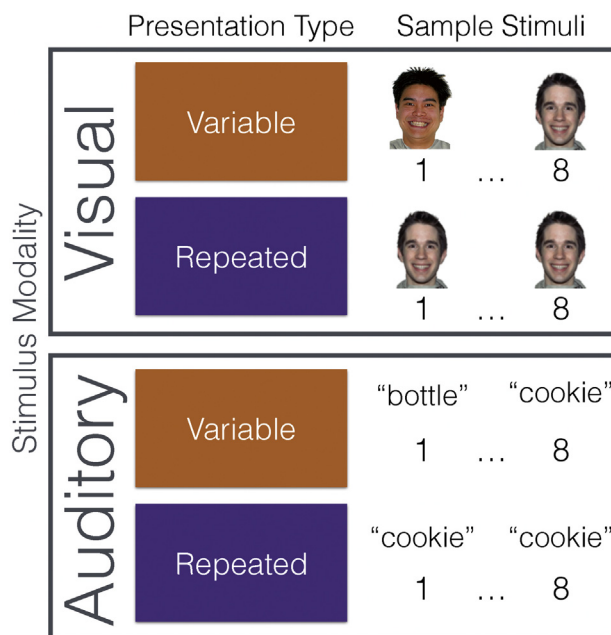 Presentation Type Sample Stimuli
Stimulus Modality
Visual
Variable
1 ... 8
Repeated
1 ... 8
Auditory
Variable
“bottle” “cookie”
1 ... 8
Repeated
“cookie” “cookie”
1 ... 8